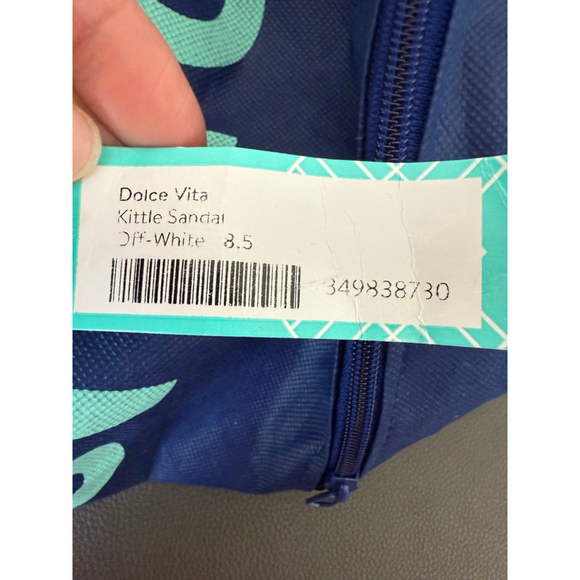 Dolce Vita
Kittle Sandal
Off-White 8.5
349838730